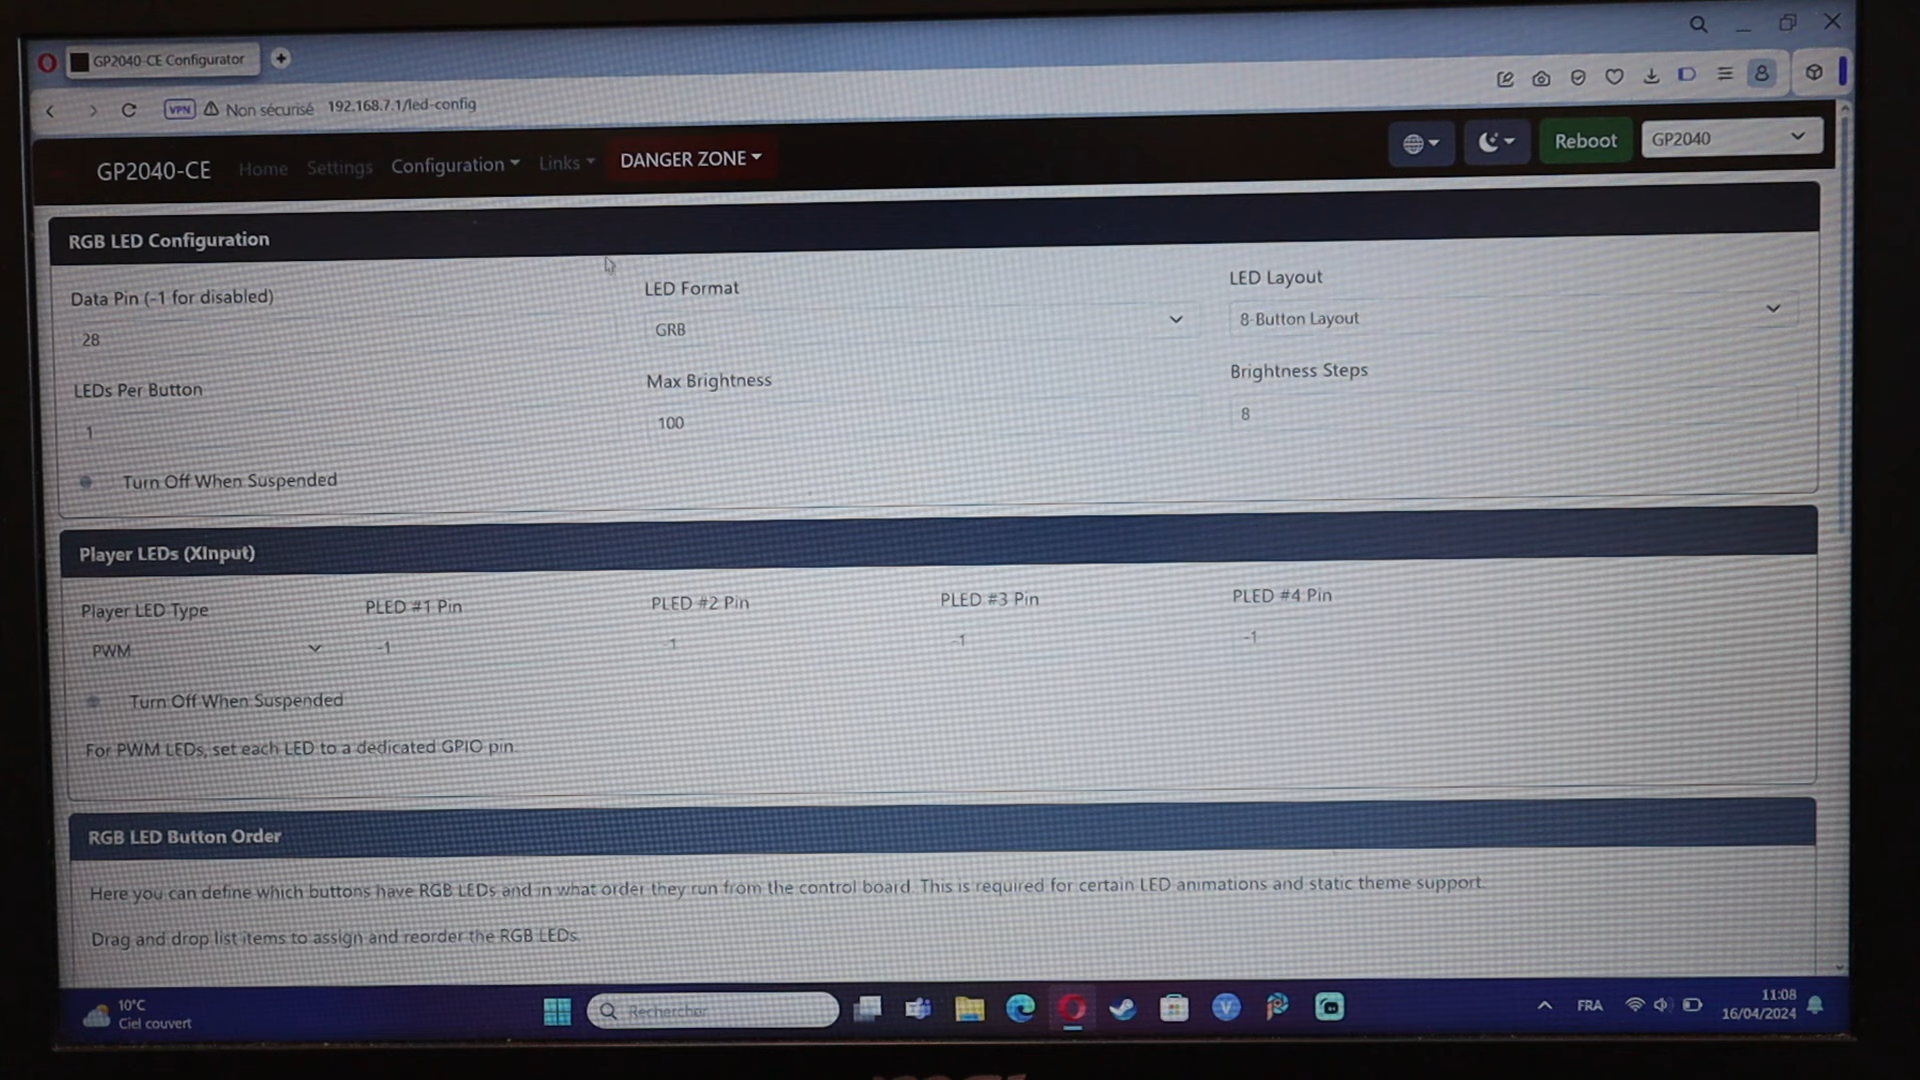 GP2040-CE Configurator
VPN Non sécurisé 192.168.7.1/led-config
GP2040-CE Home Settings Configuration Links DANGER ZONE Reboot GP2040
RGB LED Configuration
Data Pin (-1 for disabled) LED Format LED Layout
28 GRB 8-Button Layout
LEDs Per Button Max Brightness Brightness Steps
1 100 8
Turn Off When Suspended
Player LEDs (XInput)
Player LED Type PLED #1 Pin PLED #2 Pin PLED #3 Pin PLED #4 Pin
PWM -1 -1 -1 -1
Turn Off When Suspended
For PWM LEDs, set each LED to a dedicated GPIO pin.
RGB LED Button Order
Here you can define which buttons have RGB LEDs and in what order they run from the control board. This is required for certain LED animations and static theme support.
Drag and drop list items to assign and reorder the RGB LEDs.
10°C
Ciel couvert
Rechercher
FRA
11:08
16/04/2024